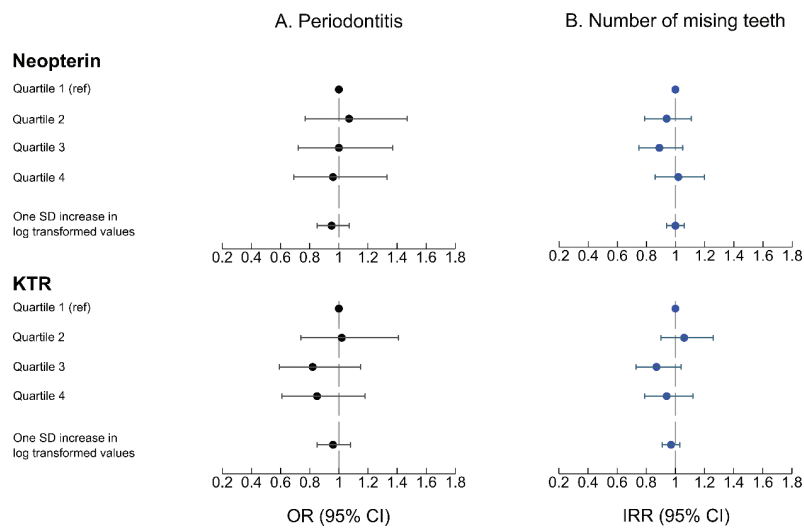 A. Periodontitis
B. Number of mising teeth
Neopterin
Quartile 1 (ref)
Quartile 2
Quartile 3
Quartile 4
One SD increase in
log transformed values
0.2 0.4 0.6 0.8 1 1.2 1.4 1.6 1.8
0.2 0.4 0.6 0.8 1 1.2 1.4 1.6 1.8
KTR
Quartile 1 (ref)
Quartile 2
Quartile 3
Quartile 4
One SD increase in
log transformed values
0.2 0.4 0.6 0.8 1 1.2 1.4 1.6 1.8
0.2 0.4 0.6 0.8 1 1.2 1.4 1.6 1.8
OR (95% CI)
IRR (95% CI)